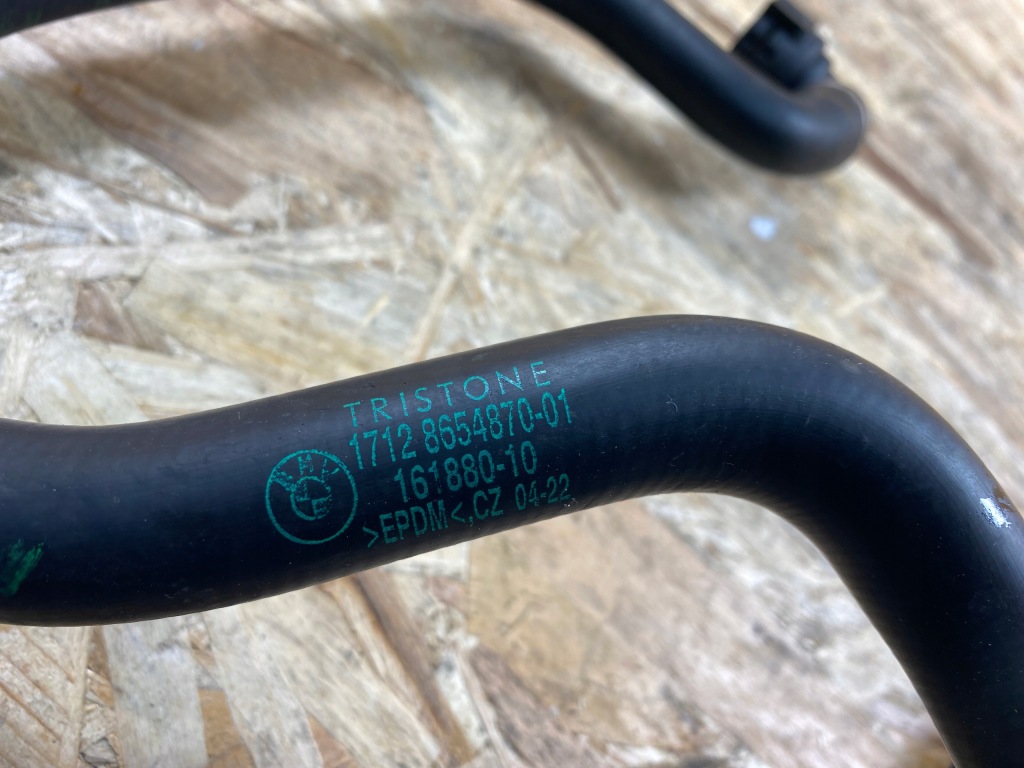 TRISTONE
1712 8654870-01
161880-10
>EPDM<,CZ 04-22